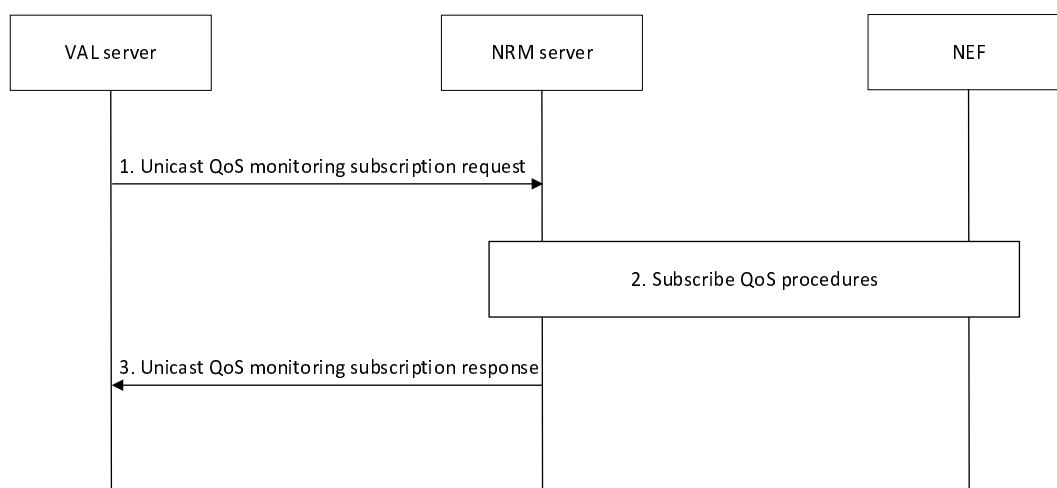 VAL server
NRM server
NEF
1. Unicast QoS monitoring subscription request
2. Subscribe QoS procedures
3. Unicast QoS monitoring subscription response